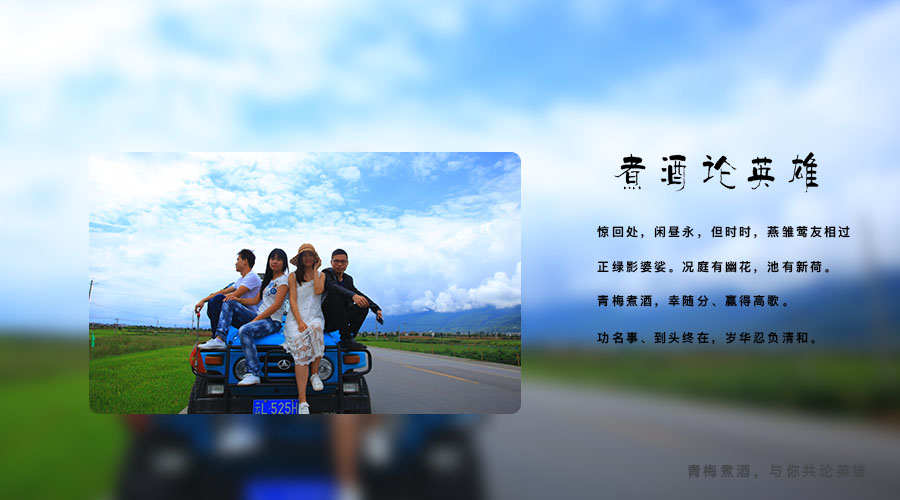 煮酒论英雄
惊回处，闲昼永，但时时，燕雏莺友相过
正绿影婆娑。况庭有幽花，池有新荷。
青梅煮酒，幸随分、赢得高歌。
功名事、到头终在，岁华忍负清和。
云L·525H
青梅煮酒，与你共论英雄